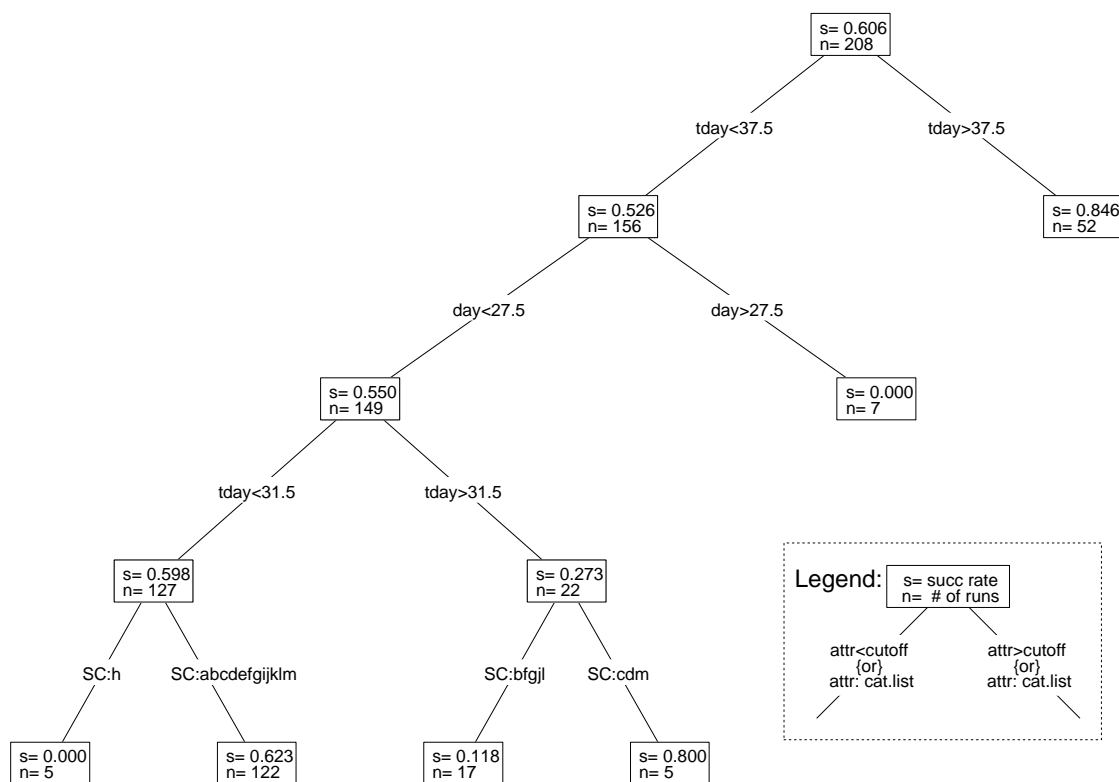 s= 0.606
n= 208
tday<37.5
tday>37.5
s= 0.526
n= 156
s= 0.846
n= 52
day<27.5
day>27.5
s= 0.550
n= 149
s= 0.000
n= 7
tday<31.5
tday>31.5
s= 0.598
n= 127
s= 0.273
n= 22
SC:h
SC:abcdefgijklm
SC:bfgjl
SC:cdm
s= 0.000
n= 5
s= 0.623
n= 122
s= 0.118
n= 17
s= 0.800
n= 5
Legend:
s= succ rate
n= # of runs
attr<cutoff
{or}
attr: cat.list
attr>cutoff
{or}
attr: cat.list